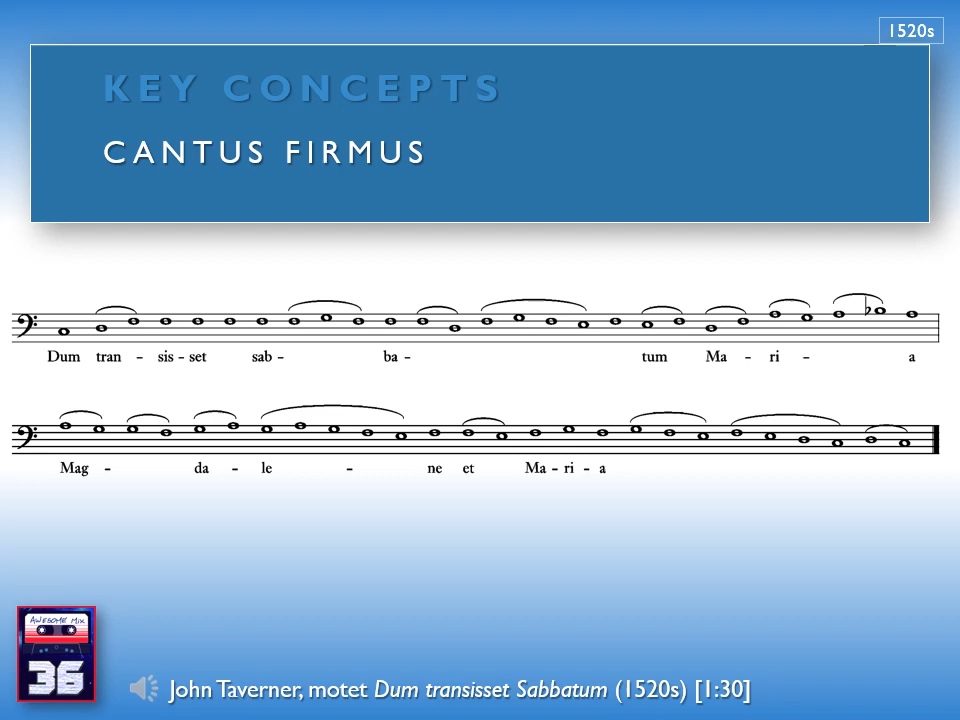 1520s
KEY CONCEPTS
CANTUS FIRMUS
Dum tran - sis - set sab - ba - tum Ma - ri - a
Mag - da - le - ne et Ma - ri - a
AWESOME MIX
36
John Taverner, motet Dum transisset Sabbatum (1520s) [1:30]